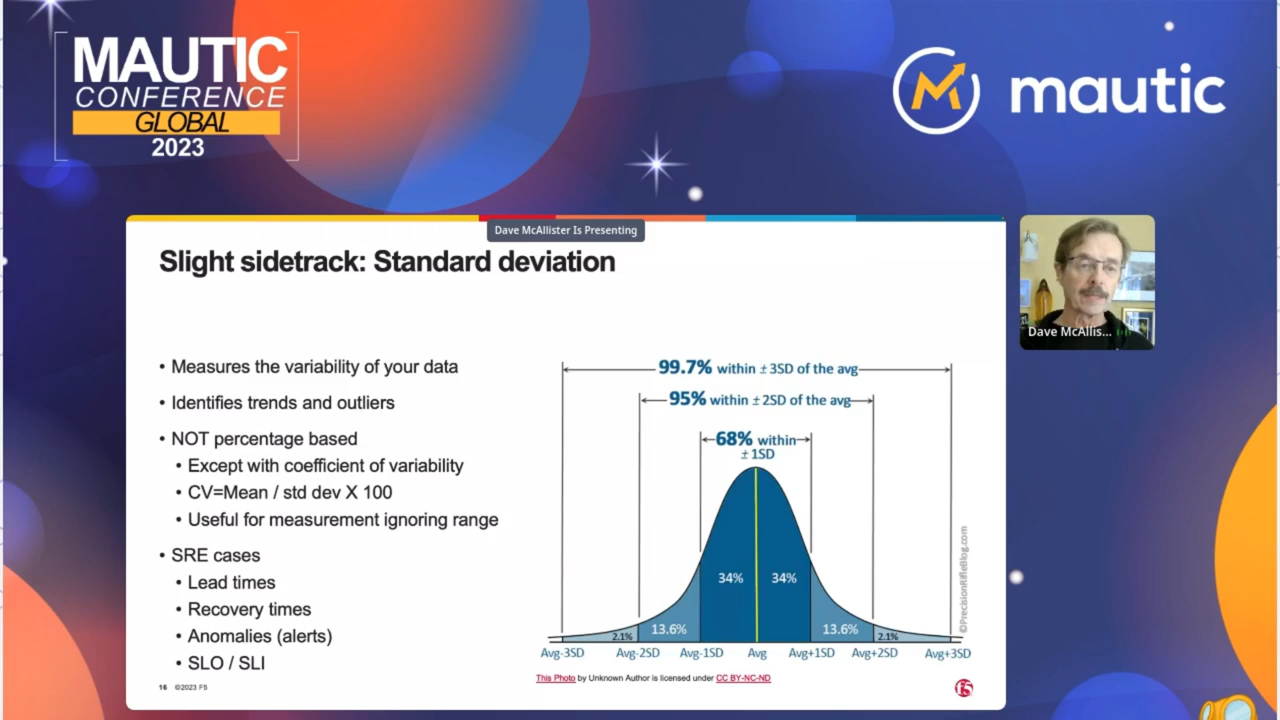 MAUTIC
CONFERENCE
GLOBAL
2023
mautic
Dave McAllister Is Presenting
Slight sidetrack: Standard deviation
Dave McAllis...
• Measures the variability of your data
• Identifies trends and outliers
• NOT percentage based
• Except with coefficient of variability
• CV=Mean / std dev X 100
• Useful for measurement ignoring range
• SRE cases
• Lead times
• Recovery times
• Anomalies (alerts)
• SLO / SLI
99.7% within ± 3SD of the avg
95% within ± 2SD of the avg
68% within
± 1SD
34% 34%
13.6% 13.6%
2.1% 2.1%
Avg-3SD Avg-2SD Avg-1SD Avg Avg+1SD Avg+2SD Avg+3SD
©PrecisionRifleBlog.com
This Photo by Unknown Author is licensed under CC BY-NC-ND
16 ©2023 F5
f5